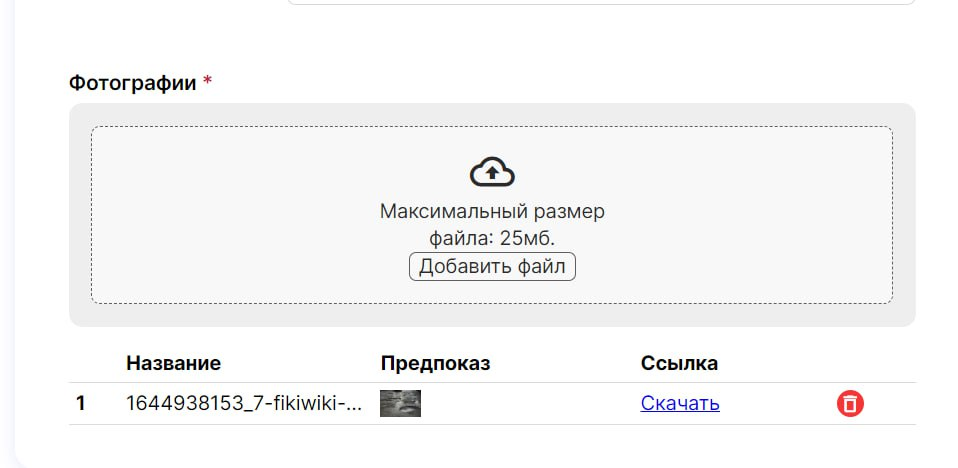 Фотографии *
Максимальный размер
файла: 25мб.
Добавить файл
Название Предпоказ Ссылка
1 1644938153_7-fikiwiki-... Скачать